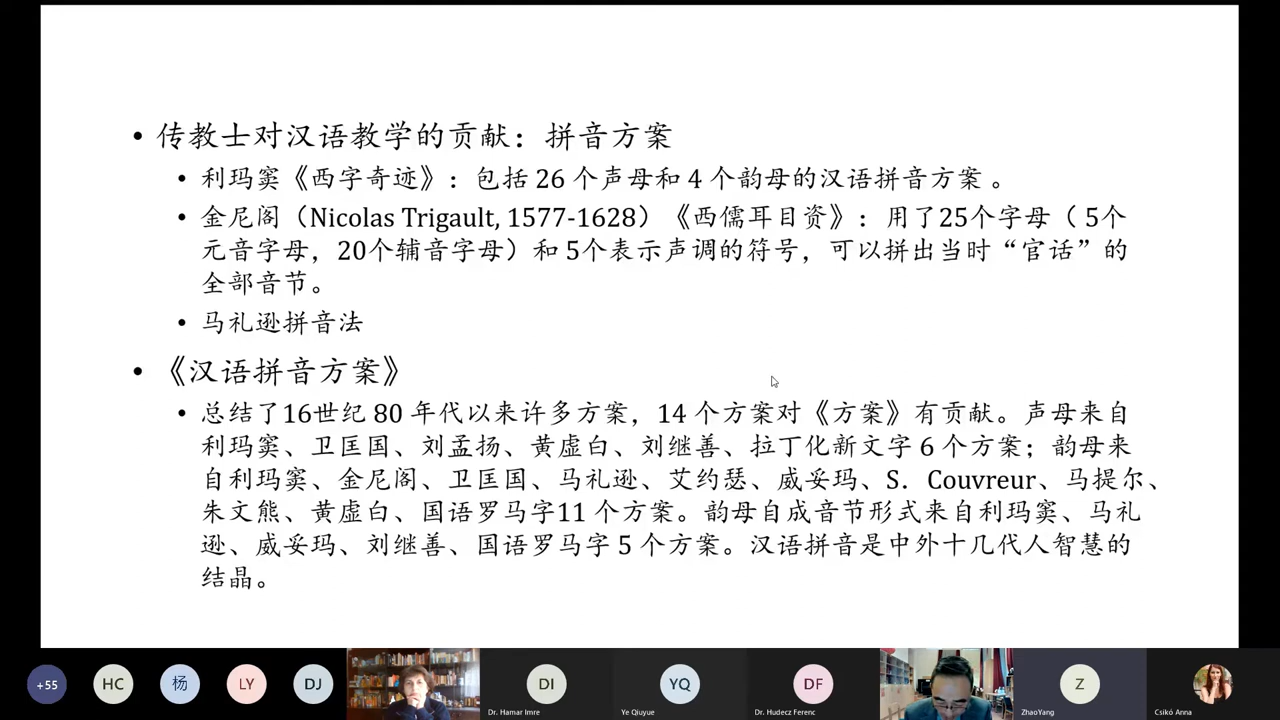 • 传教士对汉语教学的贡献：拼音方案
• 利玛窦《西字奇迹》：包括 26 个声母和 4 个韵母的汉语拼音方案 。
• 金尼阁（Nicolas Trigault, 1577-1628）《西儒耳目资》：用了25个字母（ 5个
元音字母，20个辅音字母）和 5个表示声调的符号，可以拼出当时“官话”的
全部音节。
• 马礼逊拼音法
• 《汉语拼音方案》
• 总结了16世纪 80 年代以来许多方案，14 个方案对《方案》有贡献。声母来自
利玛窦、卫匡国、刘孟扬、黄虚白、刘继善、拉丁化新文字 6 个方案；韵母来
自利玛窦、金尼阁、卫匡国、马礼逊、艾约瑟、威妥玛、S．Couvreur、马提尔、
朱文熊、黄虚白、国语罗马字11 个方案。韵母自成音节形式来自利玛窦、马礼
逊、威妥玛、刘继善、国语罗马字 5 个方案。汉语拼音是中外十几代人智慧的
结晶。
+55
HC
杨
LY
DJ
DI
Dr. Hamar Imre
YQ
Ye Qiuyue
DF
Dr. Hudecz Ferenc
Z
ZhaoYang
Csikó Anna